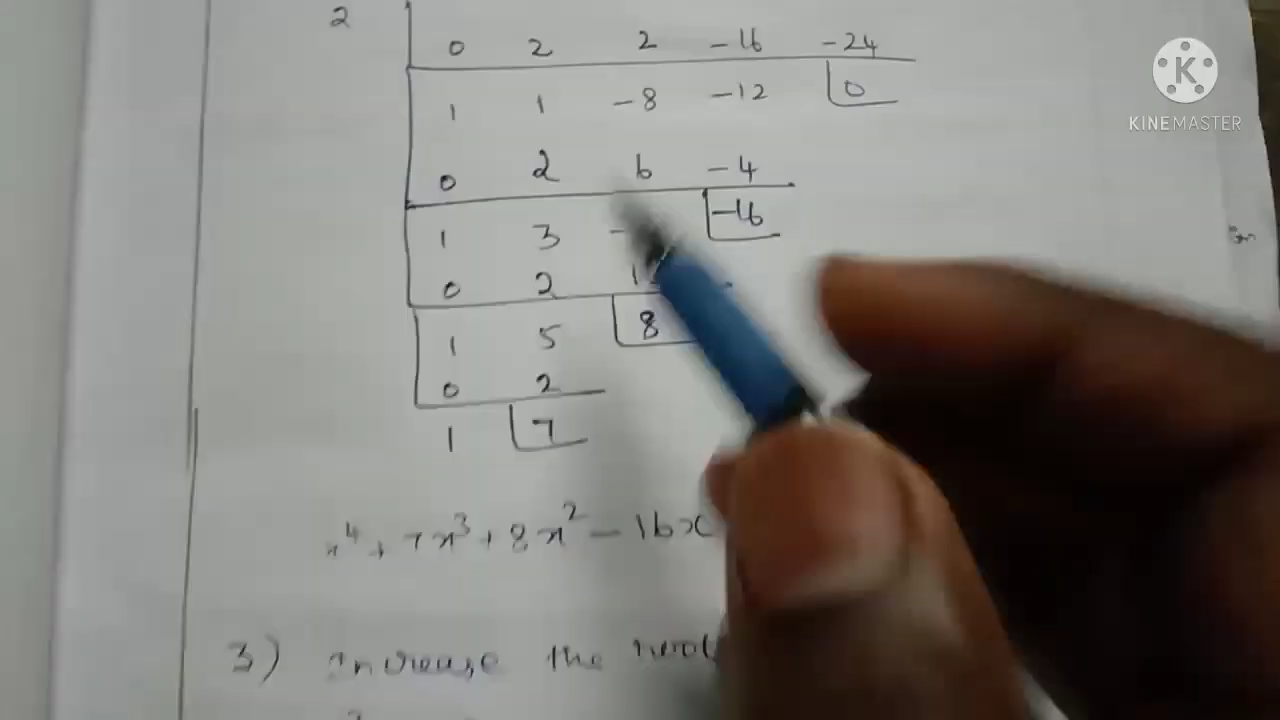 2
0 2 2 -16 -24
1 1 -8 -12 0
0 2 6 -4
1 3 -16
0 2
1 5 8
0 2
1 7
x⁴ + 7x³ + 8x² - 16x
3) Increase the
K
KINEMASTER